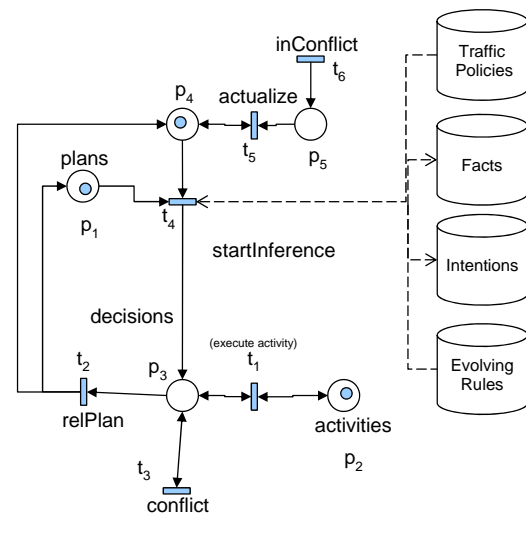 inConflict
t6
actualize
p4
t5
p5
plans
p1
t4
startInference
decisions
(execute activity)
t2
p3
t1
relPlan
activities
p2
t3
conflict
Traffic
Policies
Facts
Intentions
Evolving
Rules